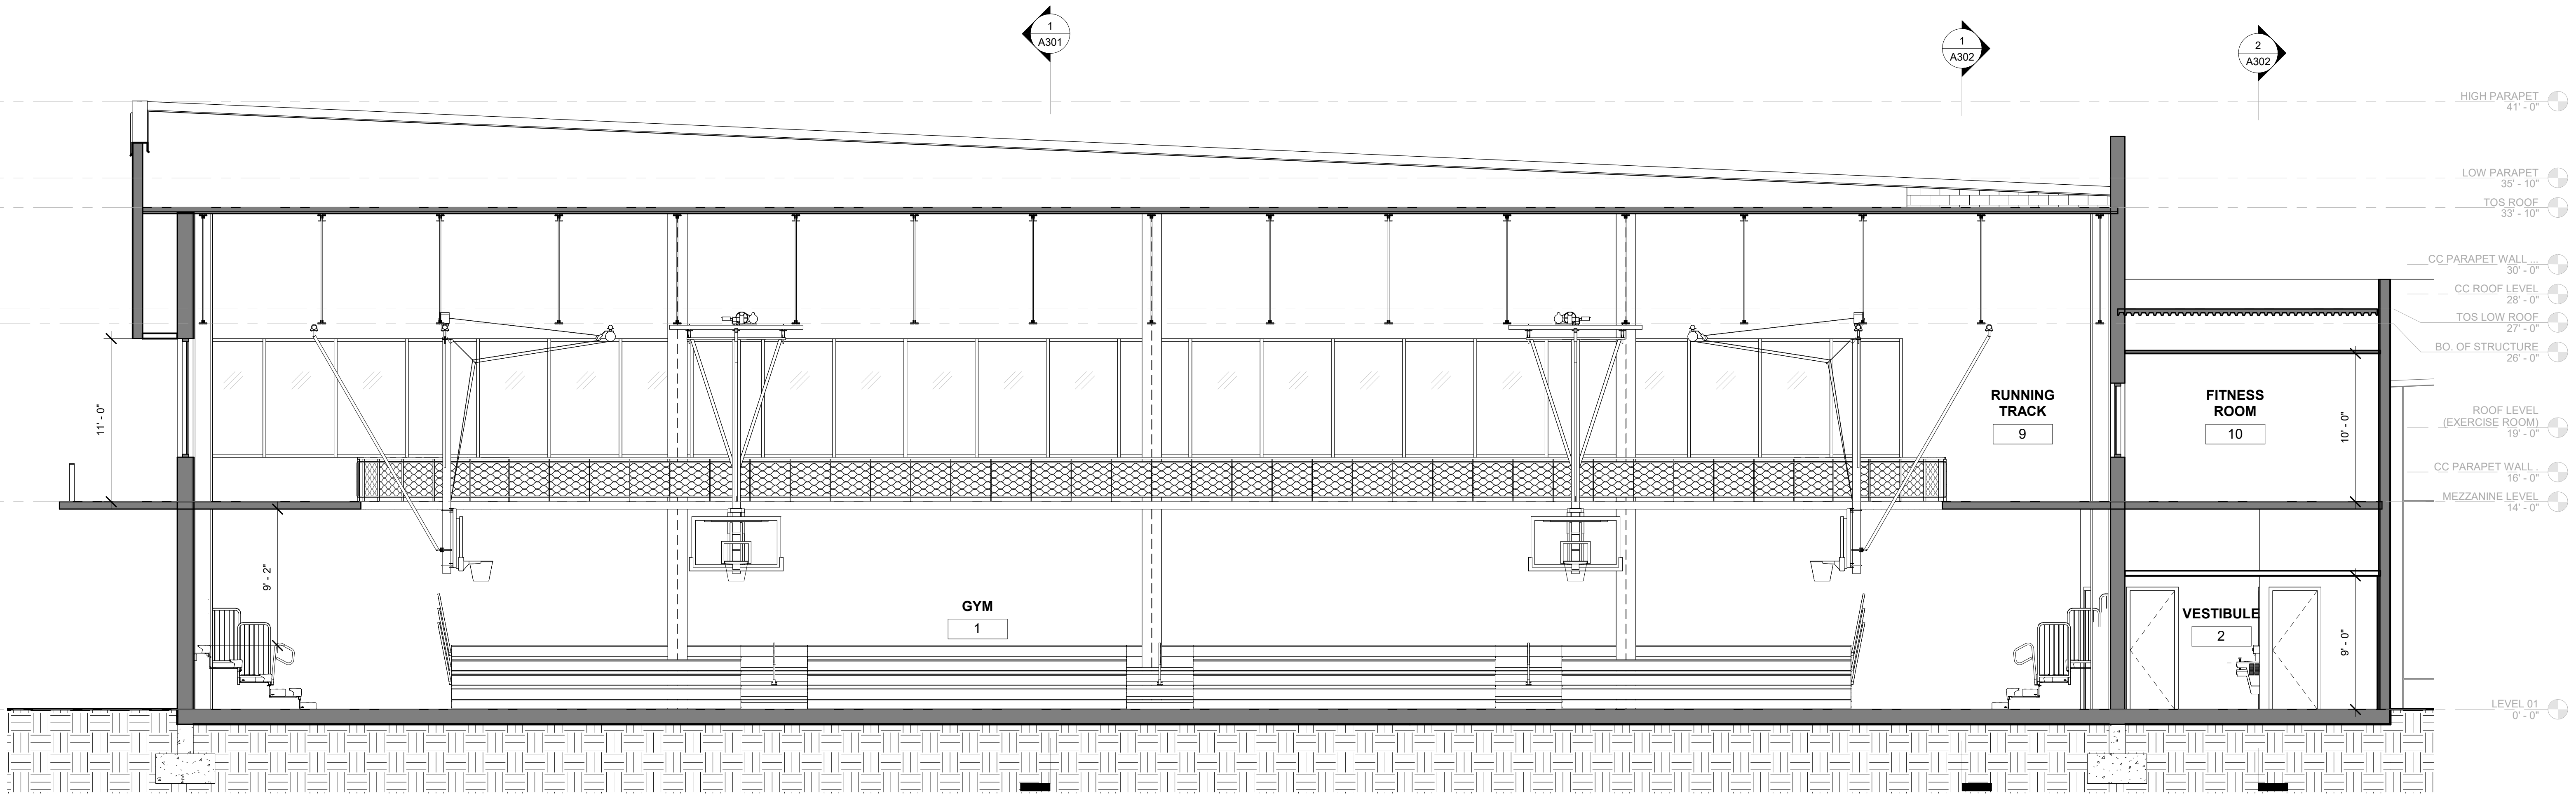 1
A301
1
A302
2
A302
HIGH PARAPET
41' - 0"
LOW PARAPET
35' - 10"
TOS ROOF
33' - 10"
CC PARAPET WALL ...
30' - 0"
CC ROOF LEVEL
28' - 0"
TOS LOW ROOF
27' - 0"
BO. OF STRUCTURE
26' - 0"
ROOF LEVEL
(EXERCISE ROOM)
19' - 0"
CC PARAPET WALL .
16' - 0"
MEZZANINE LEVEL
14' - 0"
LEVEL 01
0' - 0"
11' - 0"
9' - 2"
GYM
1
RUNNING
TRACK
9
FITNESS
ROOM
10
10' - 0"
VESTIBULE
2
9' - 0"